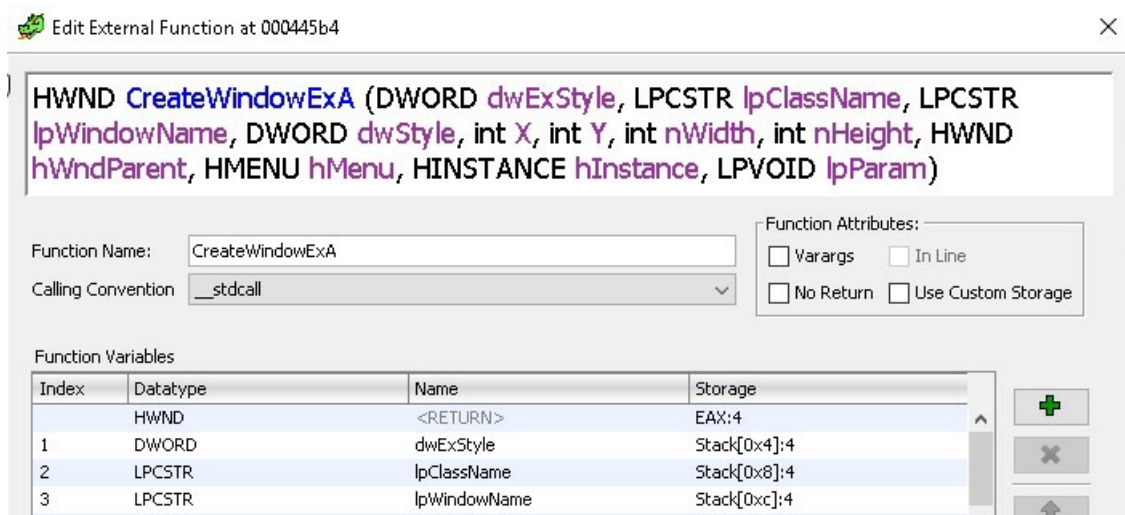 Edit External Function at 000445b4
HWND CreateWindowExA (DWORD dwExStyle, LPCSTR lpClassName, LPCSTR
lpWindowName, DWORD dwStyle, int X, int Y, int nWidth, int nHeight, HWND
hWndParent, HMENU hMenu, HINSTANCE hInstance, LPVOID lpParam)
Function Attributes:
Function Name: CreateWindowExA
Varargs In Line
Calling Convention __stdcall
No Return Use Custom Storage
Function Variables
Index Datatype Name Storage
HWND <RETURN> EAX:4
1 DWORD dwExStyle Stack[0x4]:4
2 LPCSTR lpClassName Stack[0x8]:4
3 LPCSTR lpWindowName Stack[0xc]:4